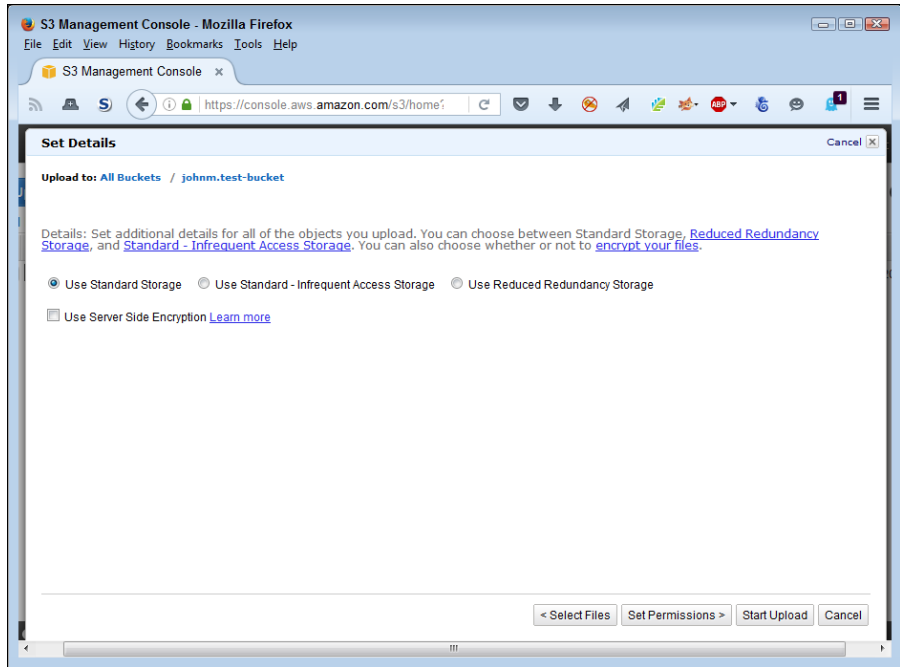 S3 Management Console - Mozilla Firefox
File Edit View History Bookmarks Tools Help
S3 Management Console ×
https://console.aws.amazon.com/s3/home?
ABP
1
Set Details
Cancel
Upload to: All Buckets / johnm.test-bucket
Details: Set additional details for all of the objects you upload. You can choose between Standard Storage, Reduced Redundancy
Storage, and Standard - Infrequent Access Storage. You can also choose whether or not to encrypt your files.
Use Standard Storage Use Standard - Infrequent Access Storage Use Reduced Redundancy Storage
Use Server Side Encryption Learn more
< Select Files Set Permissions > Start Upload Cancel